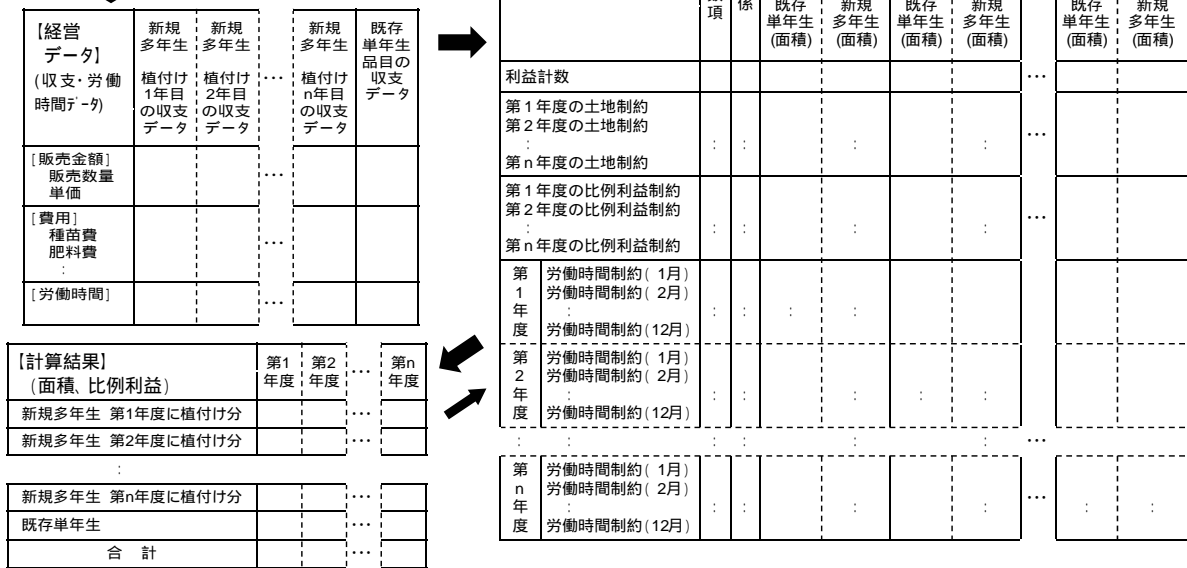 【経営
データ】
(収支・労働
時間ﾃﾞｰﾀ)
新規
多年生
植付け
1年目
の収支
データ
新規
多年生
植付け
2年目
の収支
データ
…
新規
多年生
植付け
n年目
の収支
データ
既存
単年生
品目の
収支
データ
[販売金額]
販売数量
単価
…
[費用]
種苗費
肥料費
:
…
[労働時間]
…
【計算結果】
(面積、比例利益)
第1
年度
第2
年度
…
第n
年度
新規多年生 第1年度に植付け分
…
新規多年生 第2年度に植付け分
…
:
新規多年生 第n年度に植付け分
…
既存単年生
…
合 計
…
項
係
既存
単年生
(面積)
新規
多年生
(面積)
既存
単年生
(面積)
新規
多年生
(面積)
既存
単年生
(面積)
新規
多年生
(面積)
利益計数
…
第1年度の土地制約
第2年度の土地制約
:
第n年度の土地制約
: : : :
…
第1年度の比例利益制約
第2年度の比例利益制約
:
第n年度の比例利益制約
: : : :
…
第
1
年
度
労働時間制約( 1月)
労働時間制約( 2月)
:
労働時間制約(12月)
: : : :
第
2
年
度
労働時間制約( 1月)
労働時間制約( 2月)
:
労働時間制約(12月)
: : : : :
: : : : : : …
第
n
年
度
労働時間制約( 1月)
労働時間制約( 2月)
:
労働時間制約(12月)
: : : : … : :